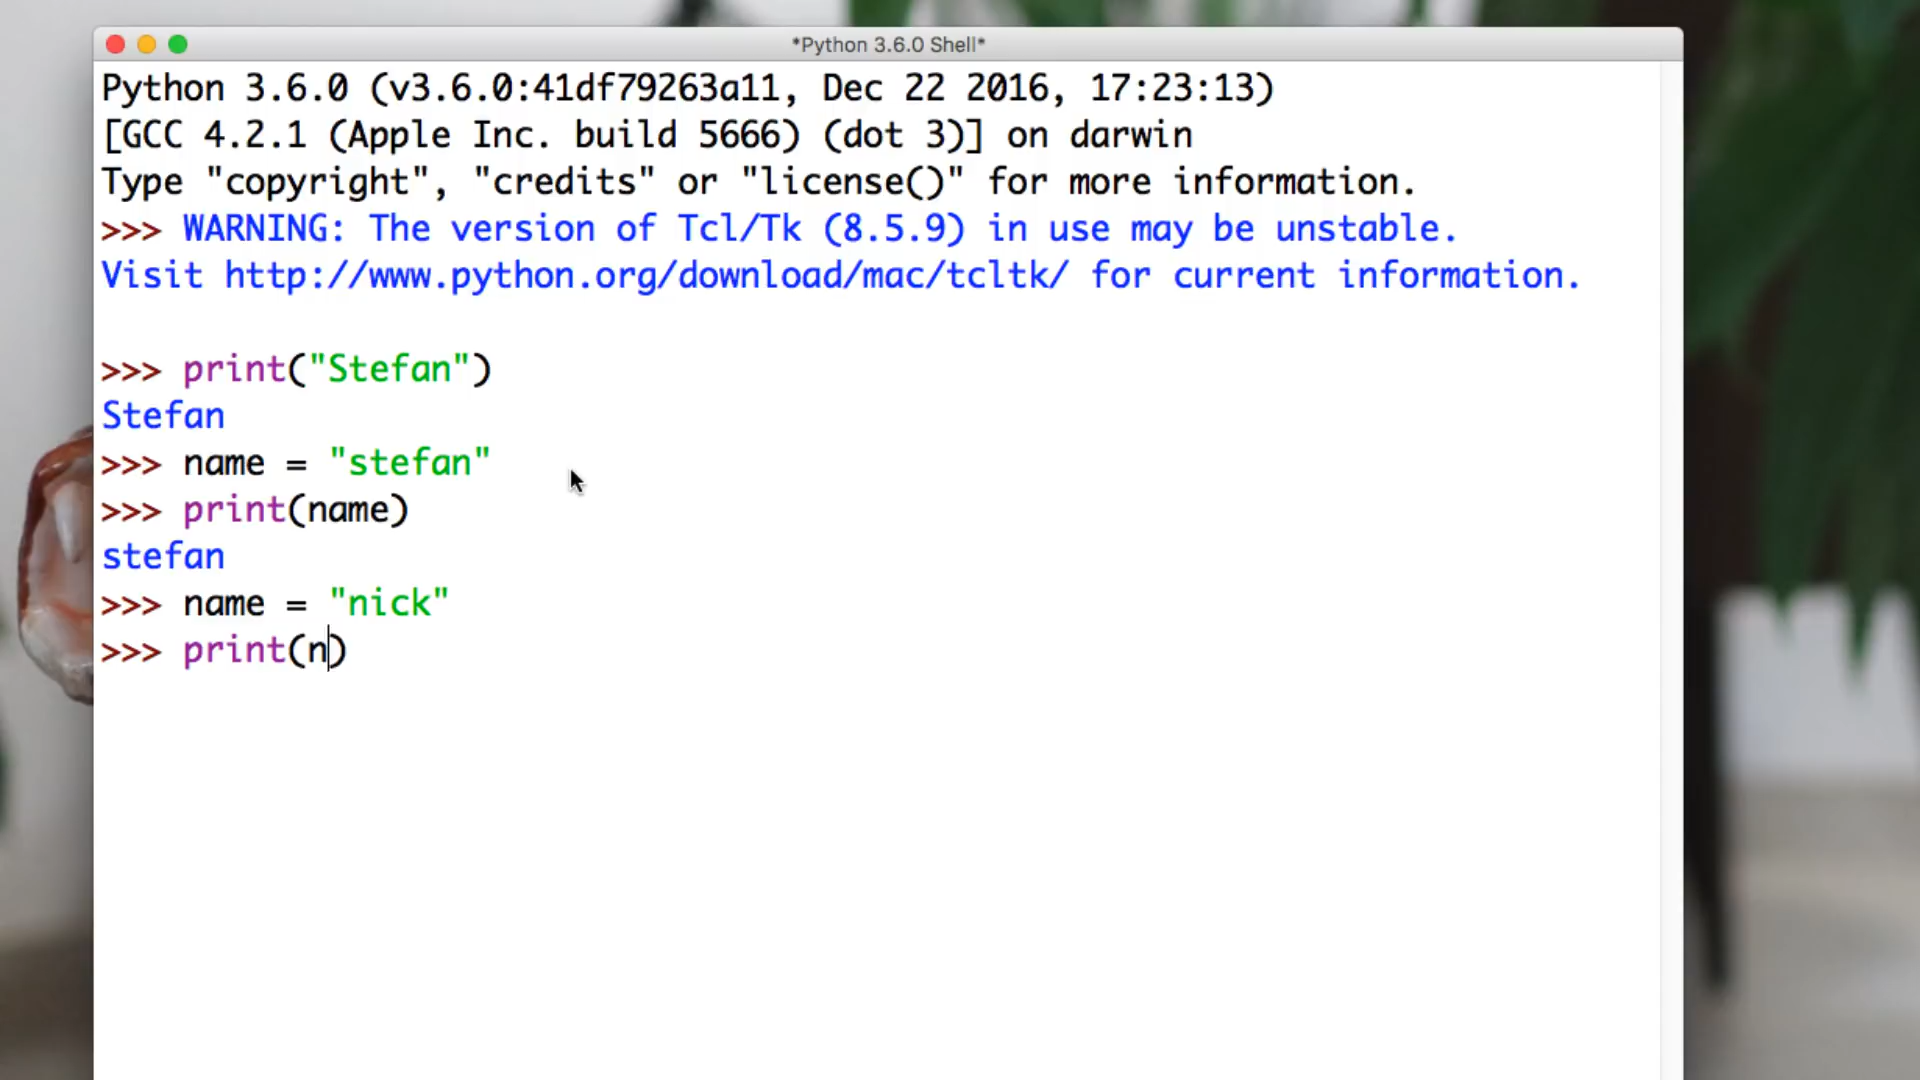 *Python 3.6.0 Shell*
Python 3.6.0 (v3.6.0:41df79263a11, Dec 22 2016, 17:23:13)
[GCC 4.2.1 (Apple Inc. build 5666) (dot 3)] on darwin
Type "copyright", "credits" or "license()" for more information.
>>> WARNING: The version of Tcl/Tk (8.5.9) in use may be unstable.
Visit http://www.python.org/download/mac/tcltk/ for current information.
>>> print("Stefan")
Stefan
>>> name = "stefan"
>>> print(name)
stefan
>>> name = "nick"
>>> print(n)